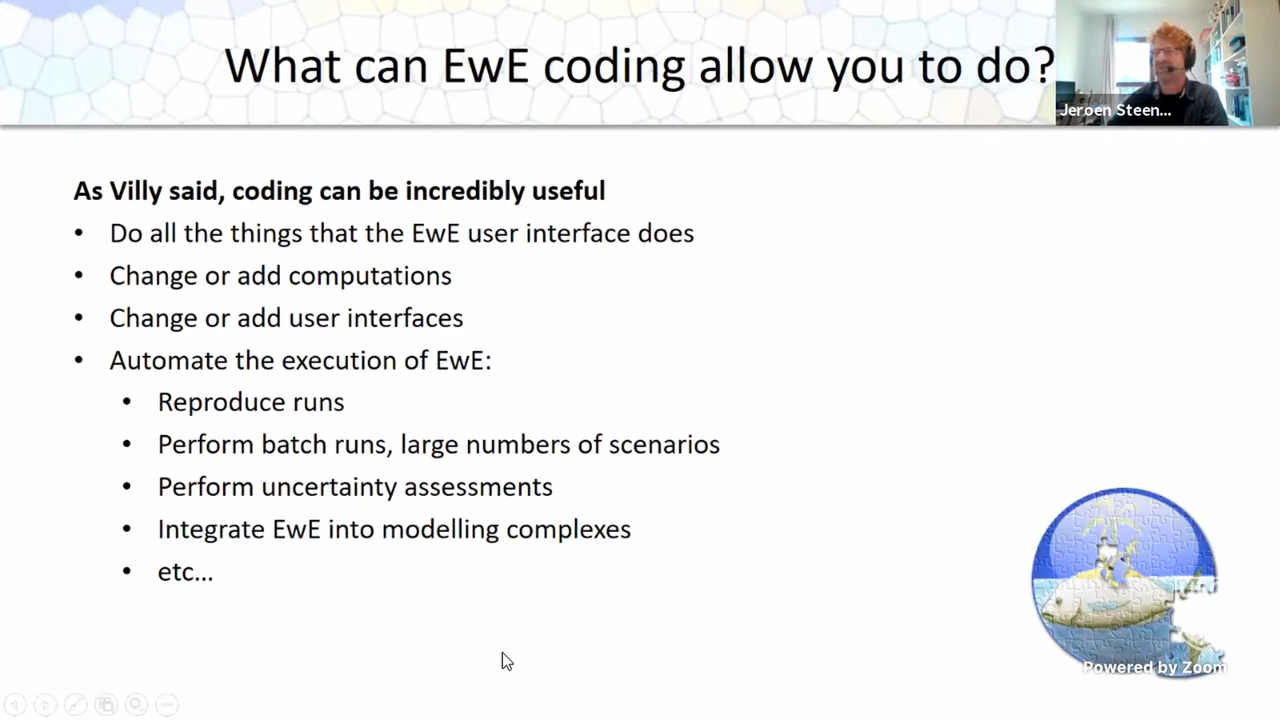 What can EwE coding allow you to do?
Jeroen Steen...
As Villy said, coding can be incredibly useful
• Do all the things that the EwE user interface does
• Change or add computations
• Change or add user interfaces
• Automate the execution of EwE:
• Reproduce runs
• Perform batch runs, large numbers of scenarios
• Perform uncertainty assessments
• Integrate EwE into modelling complexes
• etc...
Powered by Zoom